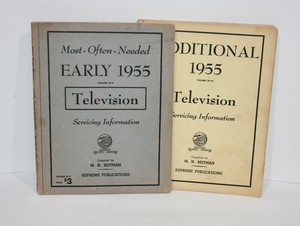 Most - Often - Needed
EARLY 1955
Television
Servicing Information
Compiled by
M. N. BEITMAN
SUPREME PUBLICATIONS
$3
DDITIONAL
1955
Television
Servicing Information
Compiled by
M. N. BEITMAN
SUPREME PUBLICATIONS